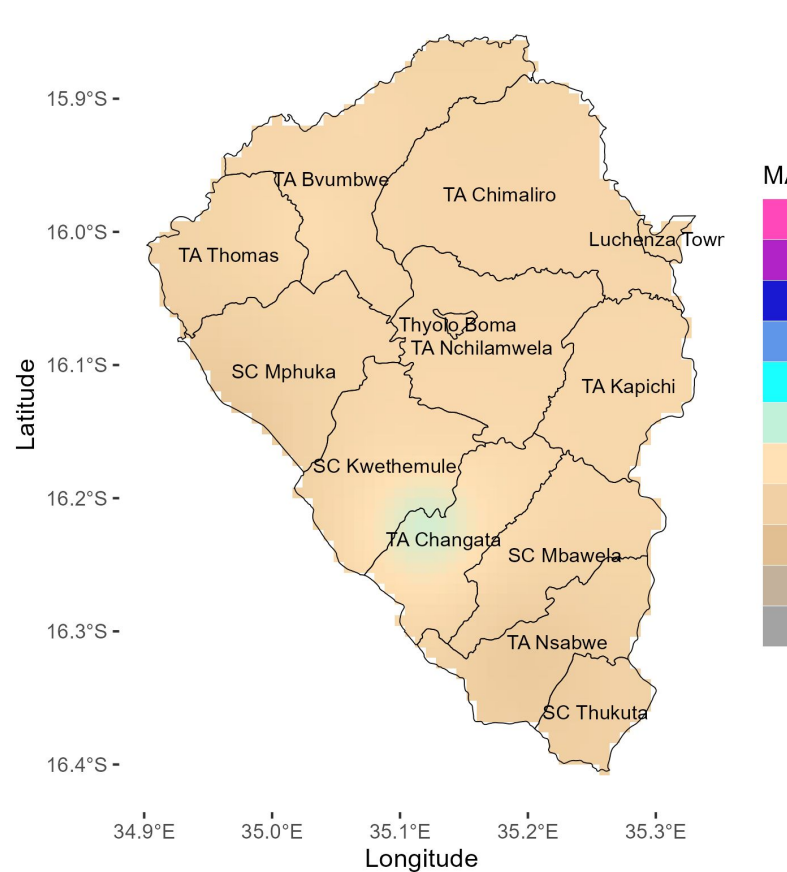 MA
15.9°S
TA Bvumbwe
TA Chimaliro
16.0°S
Luchenza Towr
TA Thomas
Thyolo Boma
TA Nchilamwela
16.1°S
SC Mphuka
TA Kapichi
SC Kwethemule
16.2°S
TA Changata
SC Mbawela
16.3°S
TA Nsabwe
SC Thukuta
16.4°S
34.9°E 35.0°E 35.1°E 35.2°E 35.3°E
Longitude
Latitude